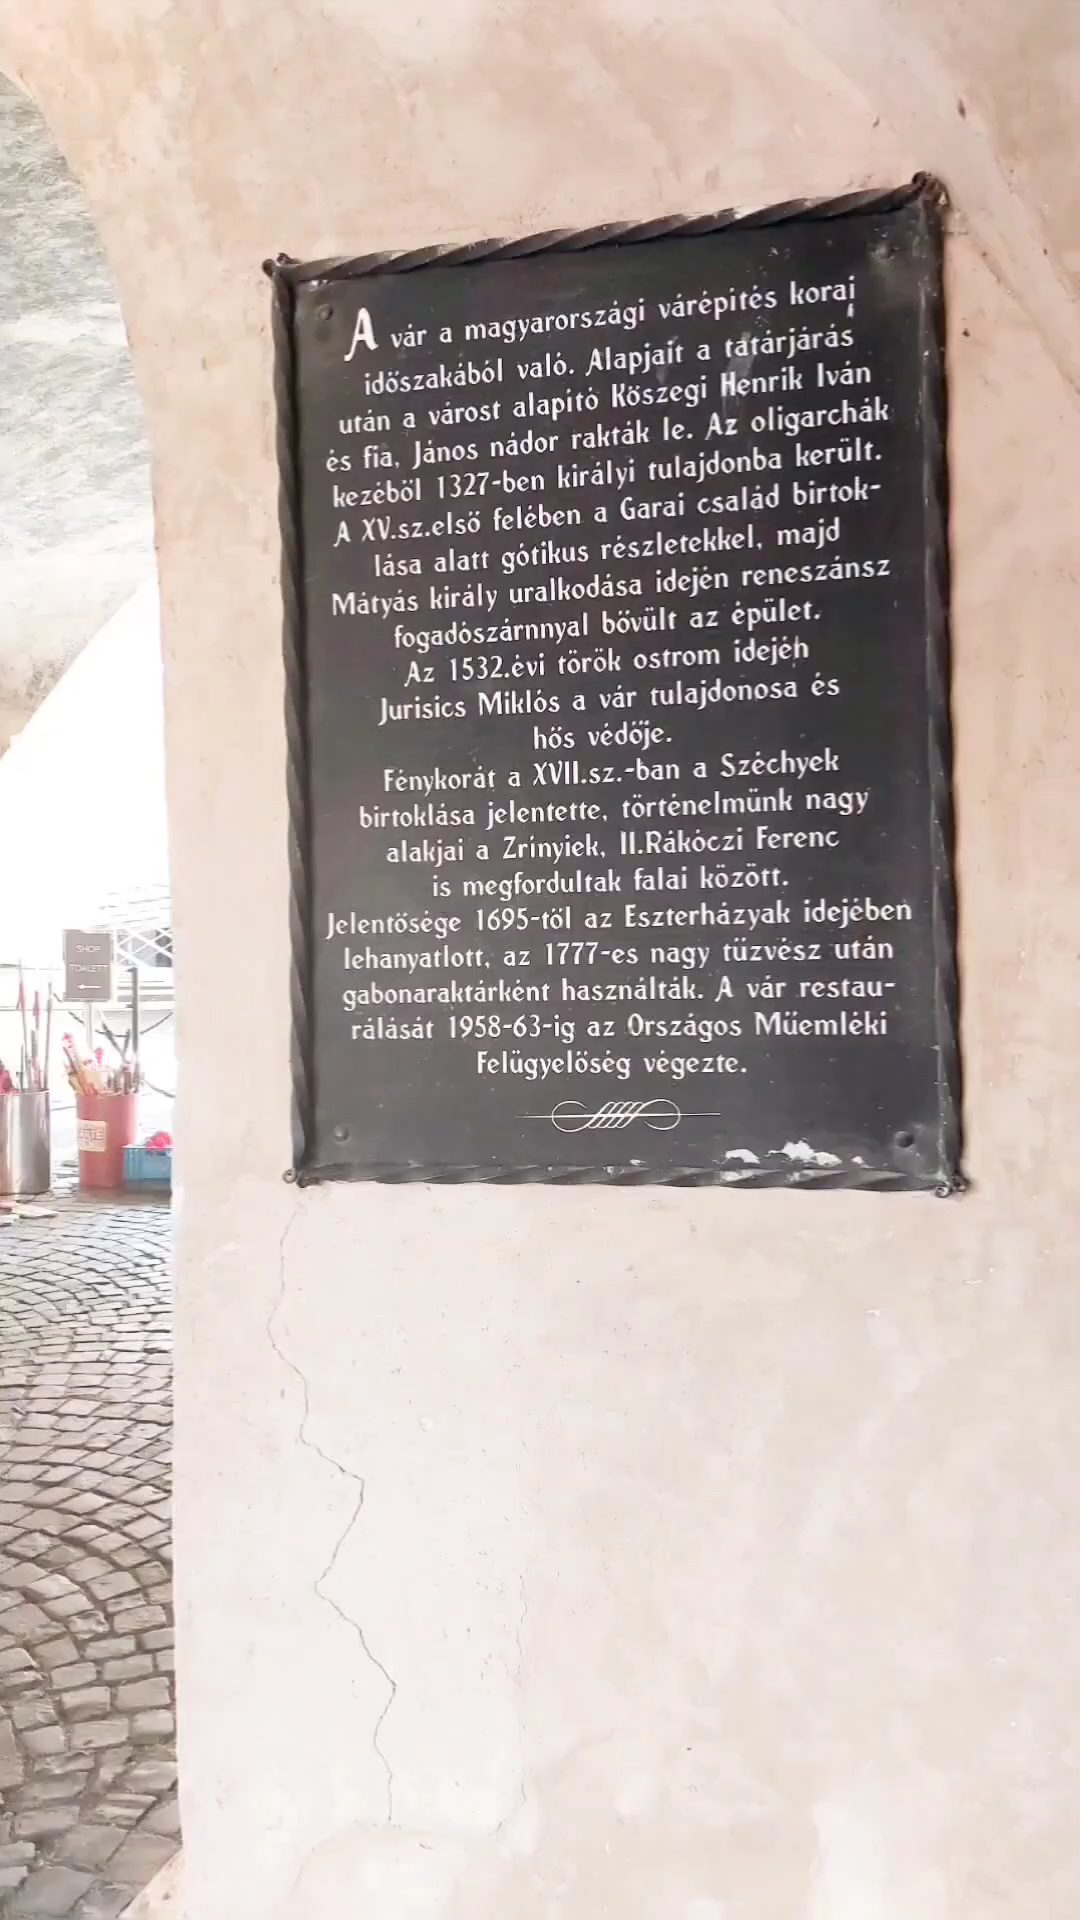 A vár a magyarországi várépítés korai
időszakából való. Alapjait a tatárjárás
után a várost alapító Kőszegi Henrik Iván
és fia, János nádor rakták le. Az oligarchák
kezéből 1327-ben királyi tulajdonba került.
A XV.sz.első felében a Garai család birtok-
lása alatt gótikus részletekkel, majd
Mátyás király uralkodása idején reneszánsz
fogadószárnnyal bővült az épület.
Az 1532.évi török ostrom idején
Jurisics Miklós a vár tulajdonosa és
hős védője.
Fénykorát a XVII.sz.-ban a Széchyek
birtoklása jelentette, történelmünk nagy
alakjai a Zrínyiek, II.Rákóczi Ferenc
is megfordultak falai között.
Jelentősége 1695-től az Eszterházyak idejében
lehanyatlott, az 1777-es nagy tűzvész után
gabonaraktárként használták. A vár restau-
rálását 1958-63-ig az Országos Műemléki
Felügyelőség végezte.
SHOP
TOALETT